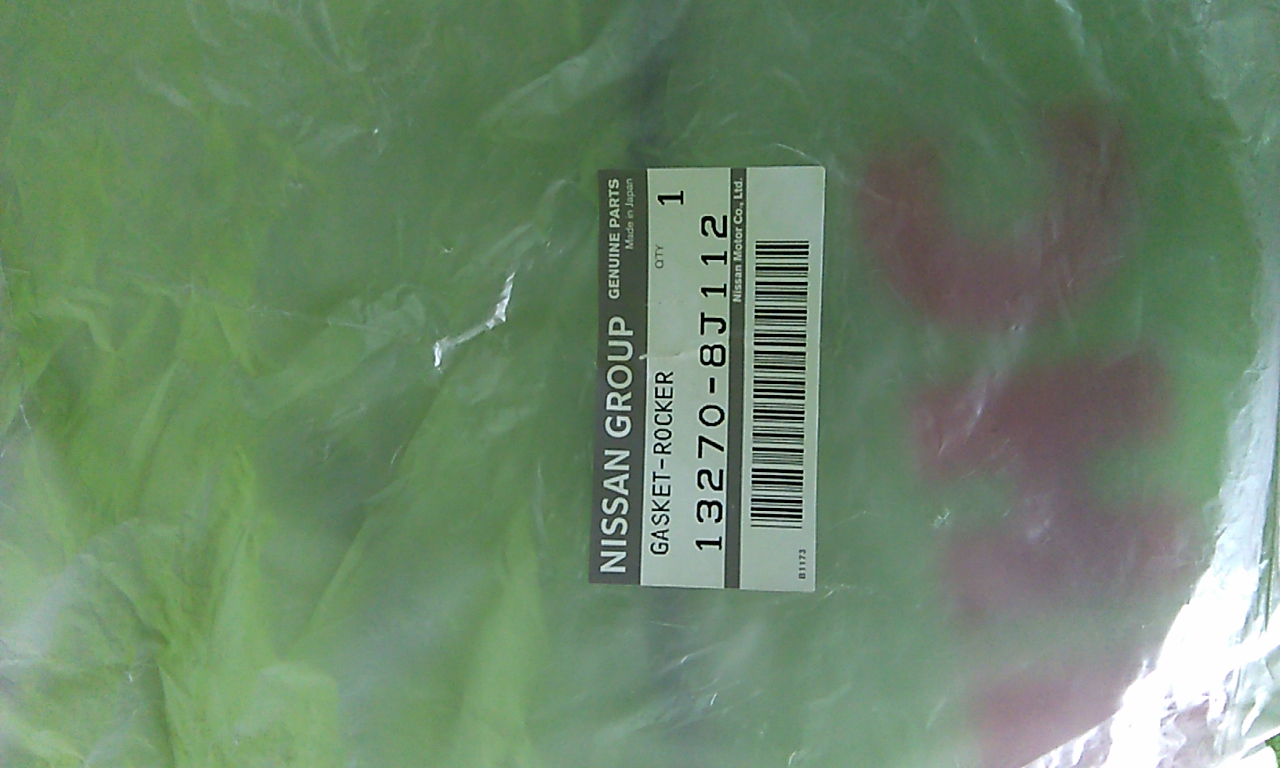 NISSAN GROUP GENUINE PARTS
Made in Japan
GASKET-ROCKER QTY 1
13270-8J112
Nissan Motor Co., Ltd.
B1173